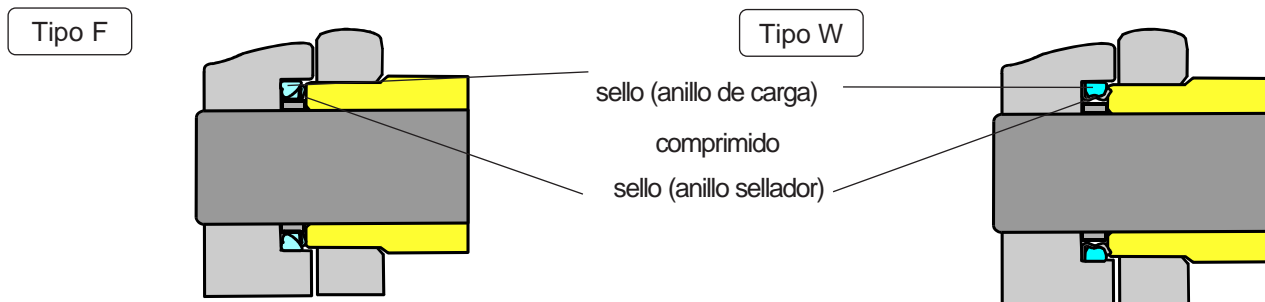 Tipo F
Tipo W
sello (anillo de carga)
comprimido
sello (anillo sellador)